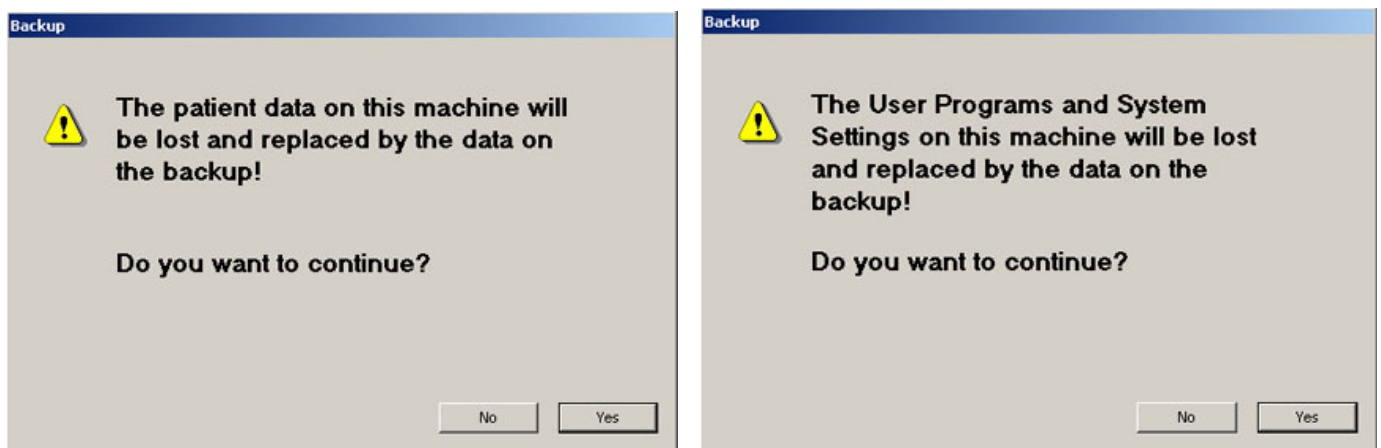 Backup
The patient data on this machine will
be lost and replaced by the data on
the backup!
Do you want to continue?
No
Yes
Backup
The User Programs and System
Settings on this machine will be lost
and replaced by the data on the
backup!
Do you want to continue?
No
Yes